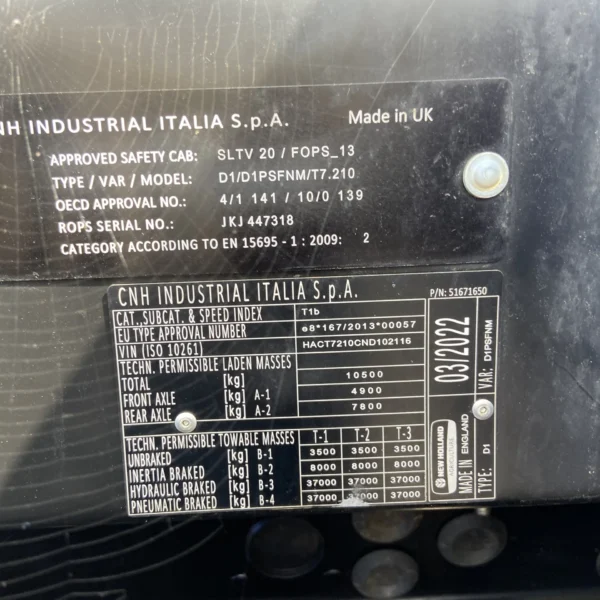 NH INDUSTRIAL ITALIA S.p.A. Made in UK
APPROVED SAFETY CAB: SLTV 20 / FOPS_13
TYPE / VAR / MODEL: D1/D1PSFNM/T7.210
OECD APPROVAL NO.: 4/1 141 / 10/0 139
ROPS SERIAL NO.: JKJ 447318
CATEGORY ACCORDING TO EN 15695 - 1 : 2009: 2
CNH INDUSTRIAL ITALIA S.p.A. P/N: 51671650
CAT.,SUBCAT. & SPEED INDEX T1b
EU TYPE APPROVAL NUMBER e8*167/2013*00057
VIN (ISO 10261) HACT7210CND102116
TECHN. PERMISSIBLE LADEN MASSES
TOTAL [kg] 10500
FRONT AXLE [kg] A-1 4900
REAR AXLE [kg] A-2 7800
TECHN. PERMISSIBLE TOWABLE MASSES T-1 T-2 T-3
UNBRAKED [kg] B-1 3500 3500 3500
INERTIA BRAKED [kg] B-2 8000 8000 8000
HYDRAULIC BRAKED [kg] B-3 37000 37000 37000
PNEUMATIC BRAKED [kg] B-4 37000 37000 37000
03/2022
VAR: D1PSFNM
NEW HOLLAND
AGRICULTURE
MADE IN ENGLAND
TYPE: D1